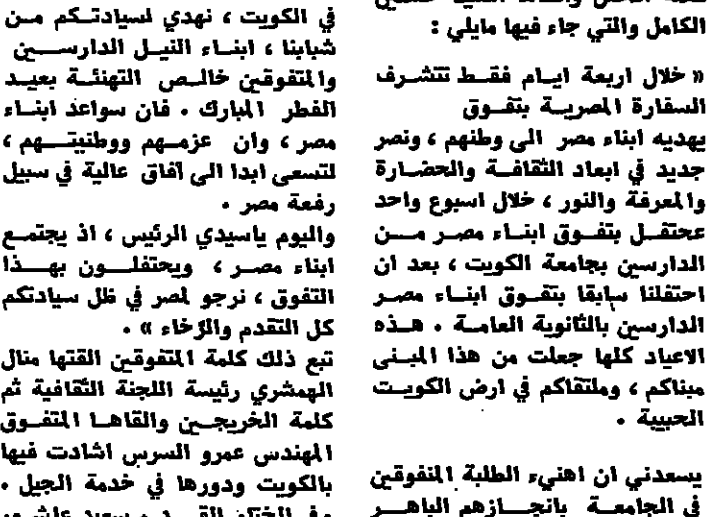 الكامل والتي جاء فيها مايلي :
« خلال اربعة ايام فقط تتشرف
السفارة المصرية بتفوق
يهديه ابناء مصر الى وطنهم ، ونصر
جديد في ابعاد الثقافة والحضارة
والمعرفة والنور ، خلال اسبوع واحد
عحتقل بتفوق ابناء مصر من
الدارسين بجامعة الكويت ، بعد ان
احتفلنا سابقا بتفوق ابناء مصر
الدارسين بالثانوية العامة . هذه
الاعياد كلها جعلت من هذا المبنى
مبناكم ، وملتقاكم في ارض الكويت
الحبيبة .
يسعدني ان اهنيء الطلبة المتفوقين
في الجامعة بانجازهم الباهر
في الكويت ، نهدي لسيادتكم من
شبابنا ، ابناء النيل الدارسين
والمتفوقين خالص التهنئة بعيد
الفطر المبارك . فان سواعد ابناء
مصر ، وان عزمهم ووطنيتهم ،
لتسعى ابدا الى آفاق عالية في سبيل
رفعة مصر .
واليوم ياسيدي الرئيس ، اذ يجتمع
ابناء مصر ، ويحتفلون بهذا
التفوق ، نرجو لمصر في ظل سيادتكم
كل التقدم والرخاء » .
تبع ذلك كلمة المتفوقين القتها منال
الهمشري رئيسة اللجنة الثقافية ثم
كلمة الخريجين والقاها المتفوق
المهندس عمرو السرس اشادت فيها
بالكويت ودورها في خدمة الجيل .